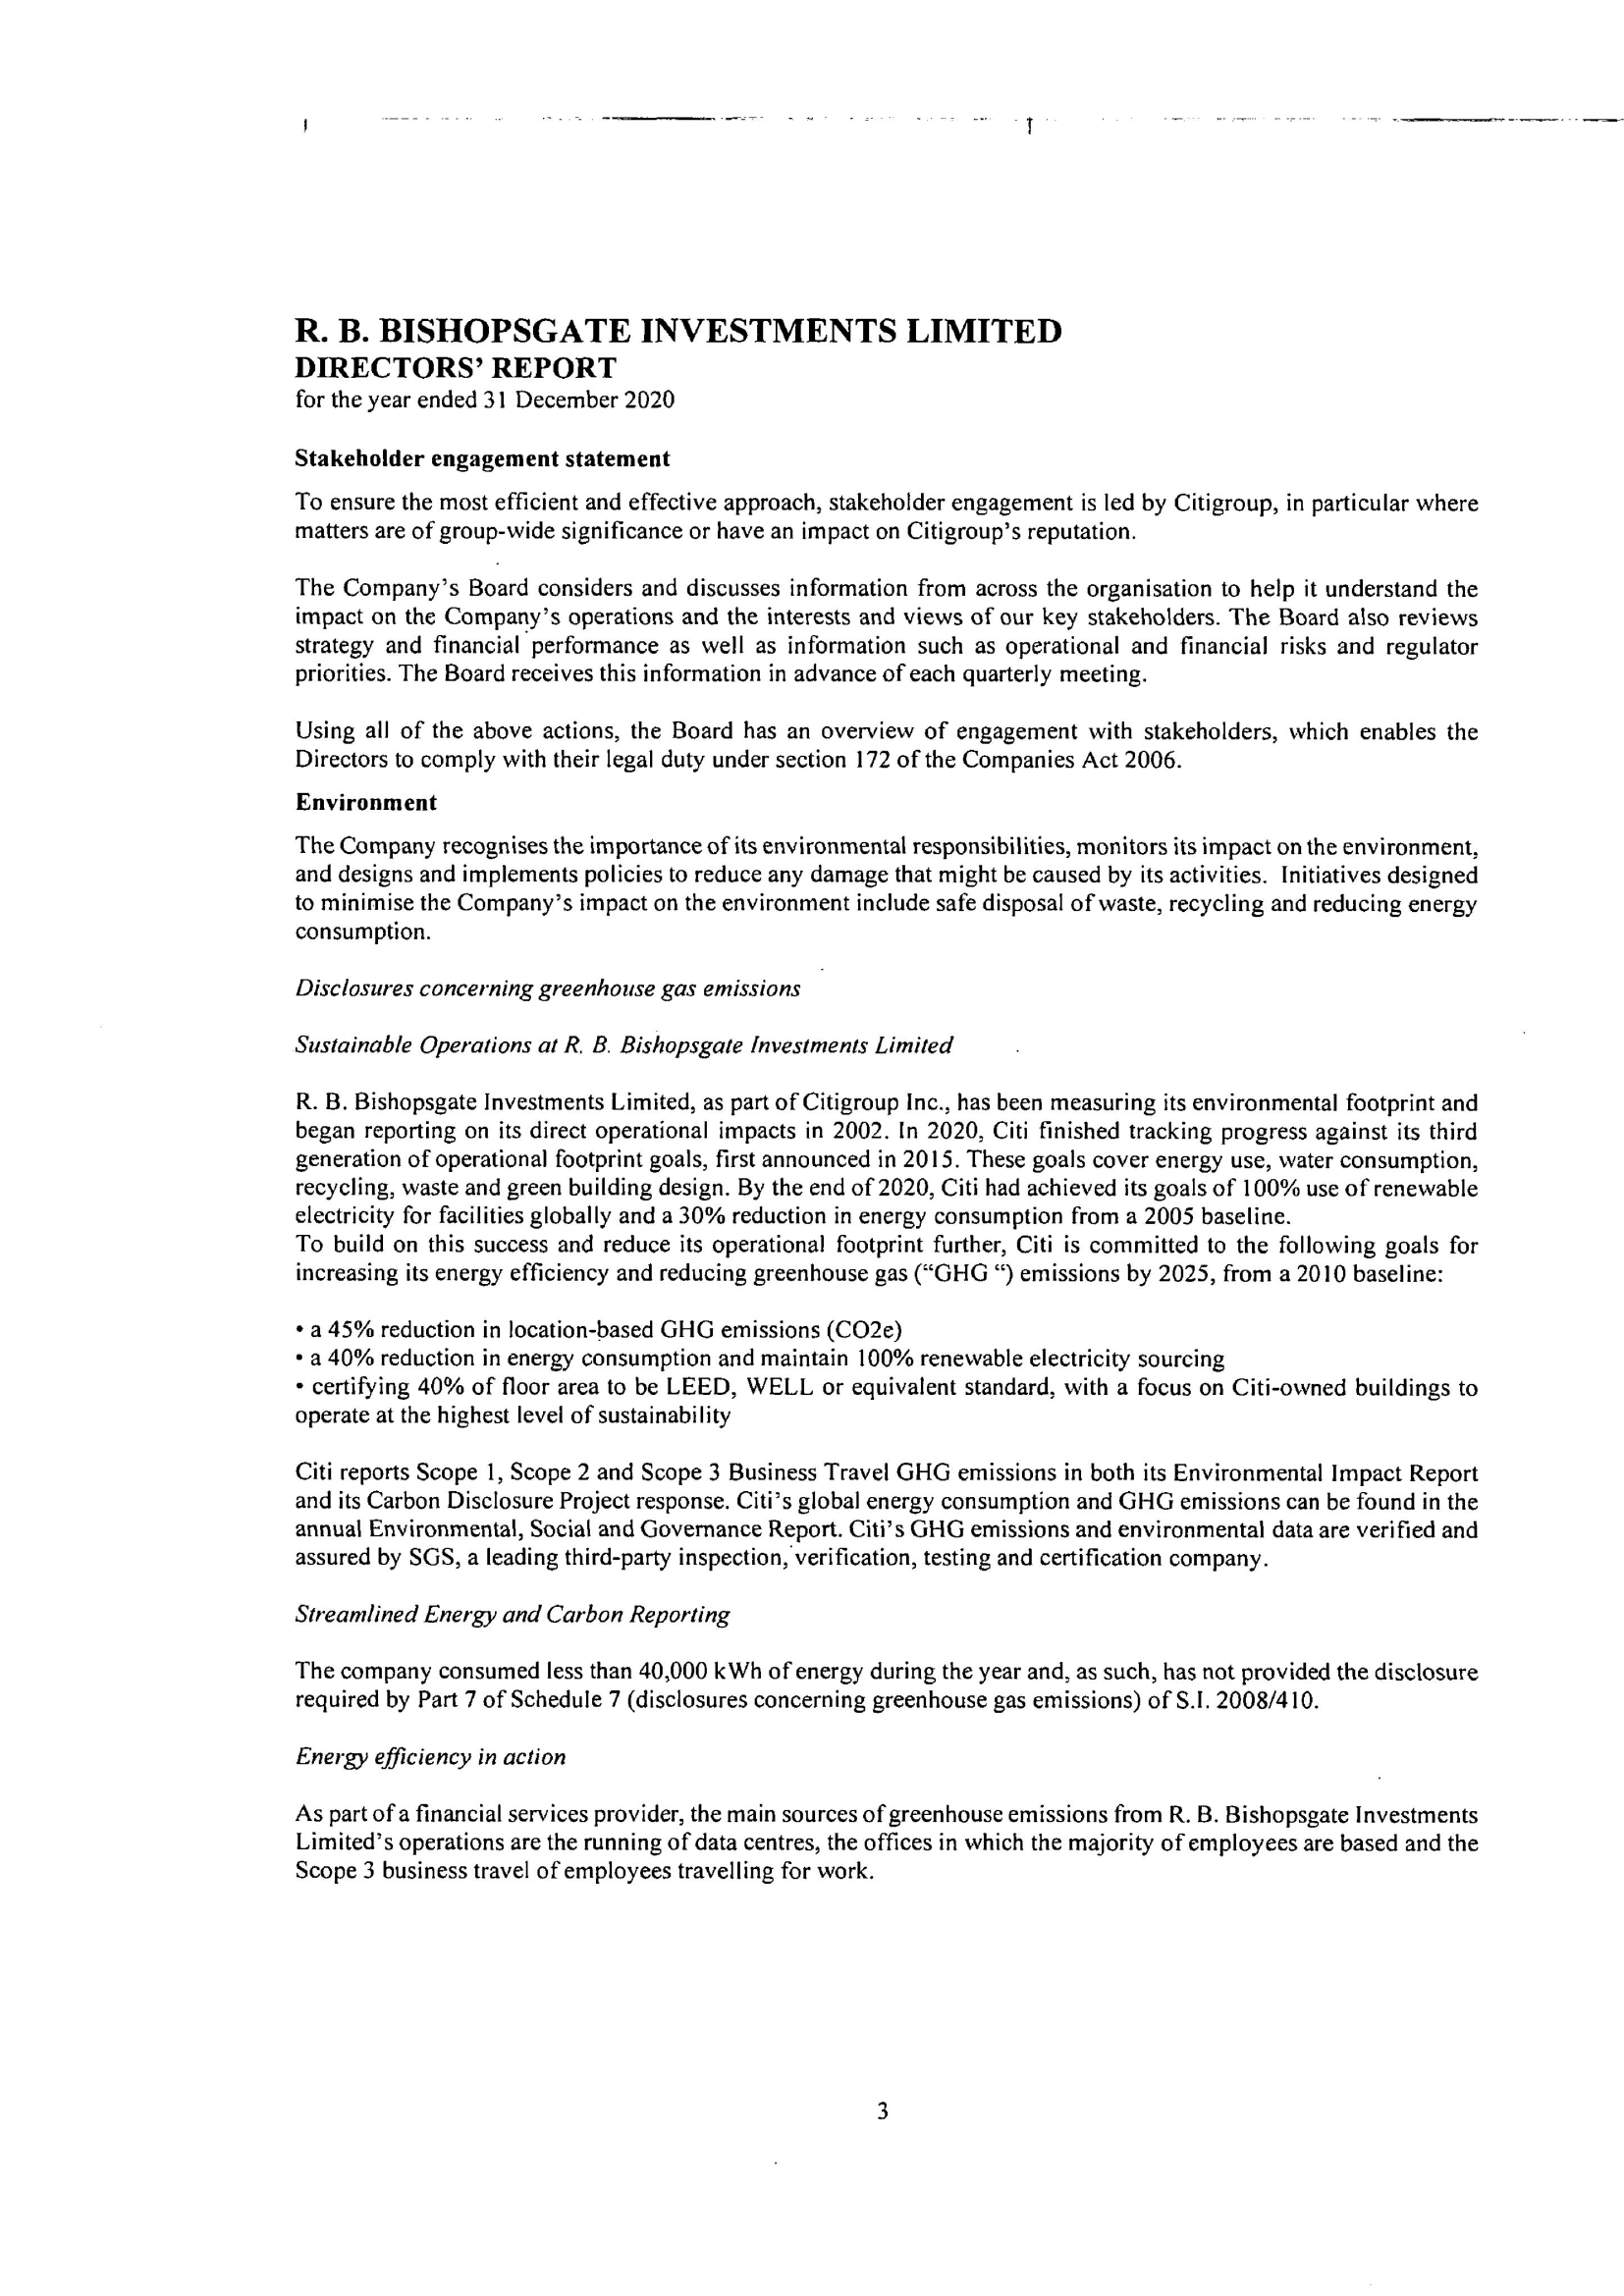 R. B. BISHOPSGATE INVESTMENTS LIMITED
DIRECTORS' REPORT
for the year ended 31 December 2020
Stakeholder engagement statement
To ensure the most efficient and effective approach, stakeholder engagement is led by Citigroup, in particular where
matters are of group-wide significance or have an impact on Citigroup's reputation.
The Company's Board considers and discusses information from across the organisation to help it understand the
impact on the Company's operations and the interests and views of our key stakeholders. The Board also reviews
strategy and financial performance as well as information such as operational and financial risks and regulator
priorities. The Board receives this information in advance of each quarterly meeting.
Using all of the above actions, the Board has an overview of engagement with stakeholders, which enables the
Directors to comply with their legal duty under section 172 of the Companies Act 2006.
Environment
The Company recognises the importance of its environmental responsibilities, monitors its impact on the environment,
and designs and implements policies to reduce any damage that might be caused by its activities. Initiatives designed
to minimise the Company's impact on the environment include safe disposal of waste, recycling and reducing energy
consumption.
Disclosures concerning greenhouse gas emissions
Sustainable Operations at R. B. Bishopsgate Investments Limited
R. B. Bishopsgate Investments Limited, as part of Citigroup Inc., has been measuring its environmental footprint and
began reporting on its direct operational impacts in 2002. In 2020, Citi finished tracking progress against its third
generation of operational footprint goals, first announced in 2015. These goals cover energy use, water consumption,
recycling, waste and green building design. By the end of 2020, Citi had achieved its goals of 100% use of renewable
electricity for facilities globally and a 30% reduction in energy consumption from a 2005 baseline.
To build on this success and reduce its operational footprint further, Citi is committed to the following goals for
increasing its energy efficiency and reducing greenhouse gas ("GHG ") emissions by 2025, from a 2010 baseline:
• a 45% reduction in location-based GHG emissions (CO2e)
• a 40% reduction in energy consumption and maintain 100% renewable electricity sourcing
• certifying 40% of floor area to be LEED, WELL or equivalent standard, with a focus on Citi-owned buildings to
operate at the highest level of sustainability
Citi reports Scope 1, Scope 2 and Scope 3 Business Travel GHG emissions in both its Environmental Impact Report
and its Carbon Disclosure Project response. Citi's global energy consumption and GHG emissions can be found in the
annual Environmental, Social and Governance Report. Citi's GHG emissions and environmental data are verified and
assured by SGS, a leading third-party inspection, verification, testing and certification company.
Streamlined Energy and Carbon Reporting
The company consumed less than 40,000 kWh of energy during the year and, as such, has not provided the disclosure
required by Part 7 of Schedule 7 (disclosures concerning greenhouse gas emissions) of S.I. 2008/410.
Energy efficiency in action
As part of a financial services provider, the main sources of greenhouse emissions from R. B. Bishopsgate Investments
Limited's operations are the running of data centres, the offices in which the majority of employees are based and the
Scope 3 business travel of employees travelling for work.
3